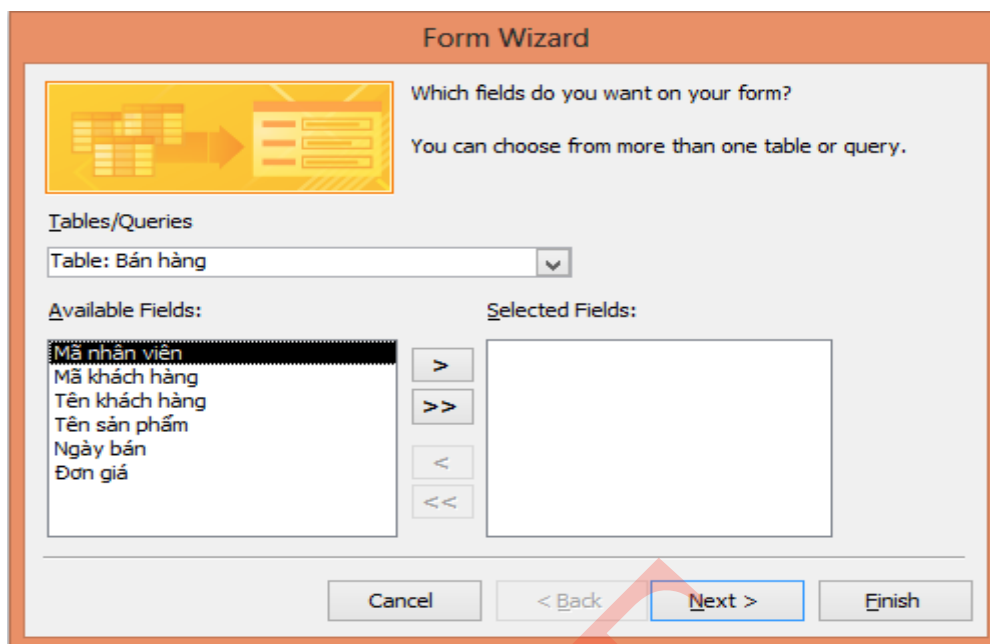 Form Wizard
Which fields do you want on your form?
You can choose from more than one table or query.
Tables/Queries
Table: Bán hàng
Available Fields:
Selected Fields:
Mã nhân viên
Mã khách hàng
Tên khách hàng
Tên sản phẩm
Ngày bán
Đơn giá
>
>>
<
<<
Cancel
< Back
Next >
Finish